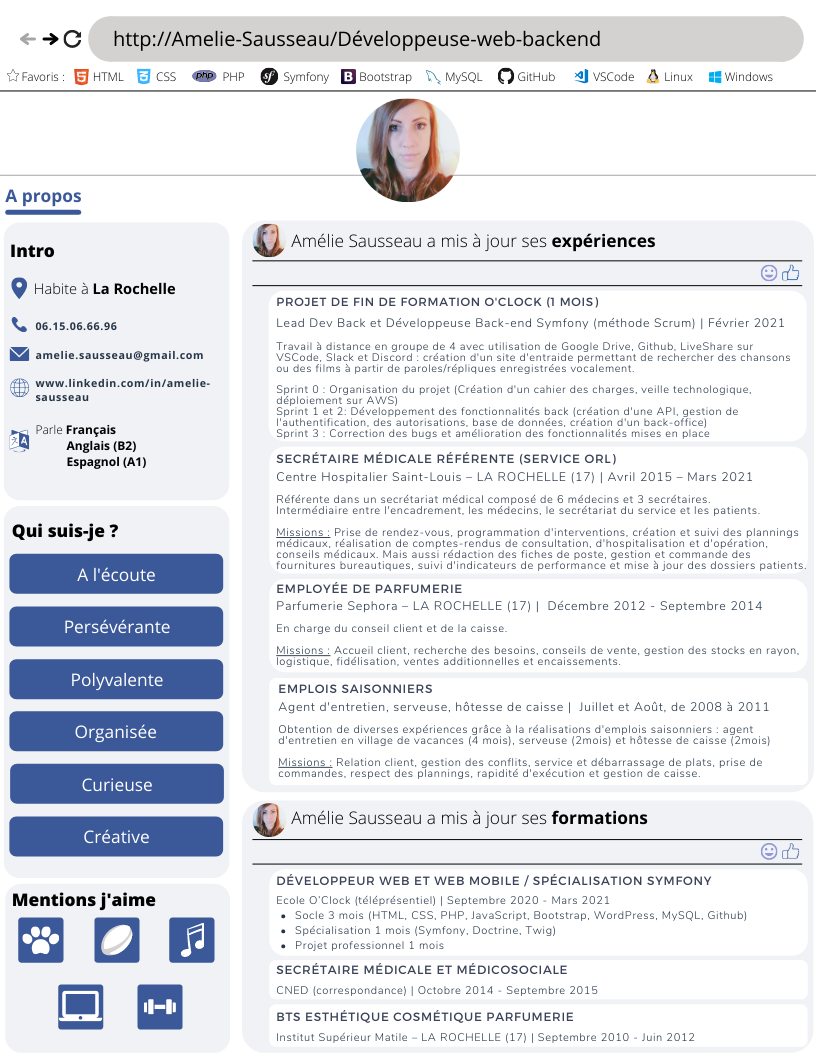 http://Amelie-Sausseau/Développeuse-web-backend
Favoris : HTML CSS php PHP Symfony Bootstrap MySQL GitHub VSCode Linux Windows
A propos
Intro
Habite à La Rochelle
06.15.06.66.96
amelie.sausseau@gmail.com
www.linkedin.com/in/amelie-
sausseau
Parle Français
Anglais (B2)
Espagnol (A1)
Qui suis-je ?
A l'écoute
Persévérante
Polyvalente
Organisée
Curieuse
Créative
Mentions j'aime
Amélie Sausseau a mis à jour ses expériences
PROJET DE FIN DE FORMATION O'CLOCK (1 MOIS)
Lead Dev Back et Développeuse Back-end Symfony (méthode Scrum) | Février 2021
Travail à distance en groupe de 4 avec utilisation de Google Drive, Github, LiveShare sur
VSCode, Slack et Discord : création d'un site d'entraide permettant de rechercher des chansons
ou des films à partir de paroles/répliques enregistrées vocalement.
Sprint 0 : Organisation du projet (Création d'un cahier des charges, veille technologique,
déploiement sur AWS)
Sprint 1 et 2: Développement des fonctionnalités back (création d'une API, gestion de
l'authentification, des autorisations, base de données, création d'un back-office)
Sprint 3 : Correction des bugs et amélioration des fonctionnalités mises en place
SECRÉTAIRE MÉDICALE RÉFÉRENTE (SERVICE ORL)
Centre Hospitalier Saint-Louis – LA ROCHELLE (17) | Avril 2015 – Mars 2021
Référente dans un secrétariat médical composé de 6 médecins et 3 secrétaires.
Intermédiaire entre l'encadrement, les médecins, le secrétariat du service et les patients.
Missions : Prise de rendez-vous, programmation d'interventions, création et suivi des plannings
médicaux, réalisation de comptes-rendus de consultation, d'hospitalisation et d'opération,
conseils médicaux. Mais aussi rédaction des fiches de poste, gestion et commande des
fournitures bureautiques, suivi d'indicateurs de performance et mise à jour des dossiers patients.
EMPLOYÉE DE PARFUMERIE
Parfumerie Sephora – LA ROCHELLE (17) | Décembre 2012 - Septembre 2014
En charge du conseil client et de la caisse.
Missions : Accueil client, recherche des besoins, conseils de vente, gestion des stocks en rayon,
logistique, fidélisation, ventes additionnelles et encaissements.
EMPLOIS SAISONNIERS
Agent d'entretien, serveuse, hôtesse de caisse | Juillet et Août, de 2008 à 2011
Obtention de diverses expériences grâce à la réalisations d'emplois saisonniers : agent
d'entretien en village de vacances (4 mois), serveuse (2mois) et hôtesse de caisse (2mois)
Missions : Relation client, gestion des conflits, service et débarrassage de plats, prise de
commandes, respect des plannings, rapidité d'exécution et gestion de caisse.
Amélie Sausseau a mis à jour ses formations
DÉVELOPPEUR WEB ET WEB MOBILE / SPÉCIALISATION SYMFONY
Ecole O’Clock (téléprésentiel) | Septembre 2020 - Mars 2021
• Socle 3 mois (HTML, CSS, PHP, JavaScript, Bootstrap, WordPress, MySQL, Github)
• Spécialisation 1 mois (Symfony, Doctrine, Twig)
• Projet professionnel 1 mois
SECRÉTAIRE MÉDICALE ET MÉDICOSOCIALE
CNED (correspondance) | Octobre 2014 - Septembre 2015
BTS ESTHÉTIQUE COSMÉTIQUE PARFUMERIE
Institut Supérieur Matile – LA ROCHELLE (17) | Septembre 2010 - Juin 2012